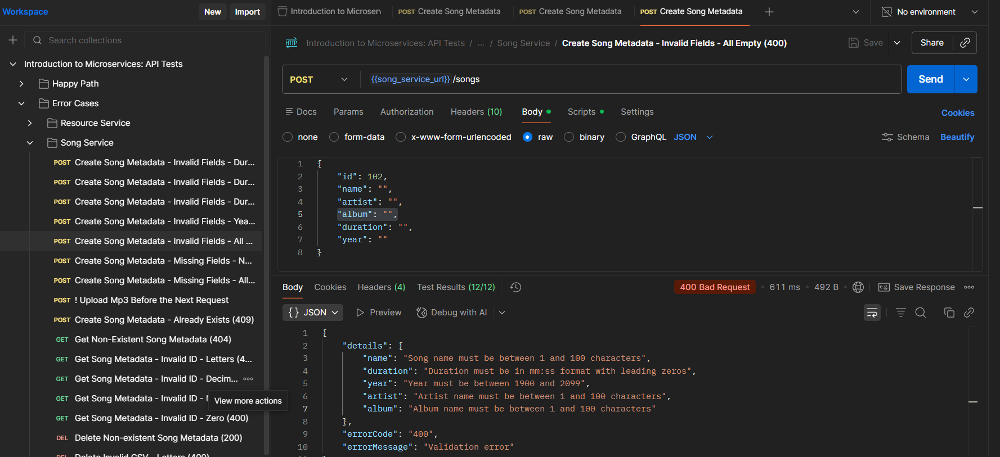 Workspace
New
Import
Search collections
Introduction to Microservices: API Tests
Happy Path
Error Cases
Resource Service
Song Service
POST Create Song Metadata - Invalid Fields - Dur...
POST Create Song Metadata - Invalid Fields - Dur...
POST Create Song Metadata - Invalid Fields - Dur...
POST Create Song Metadata - Invalid Fields - Yea...
POST Create Song Metadata - Invalid Fields - All ...
POST Create Song Metadata - Missing Fields - N...
POST Create Song Metadata - Missing Fields - All...
POST ! Upload Mp3 Before the Next Request
POST Create Song Metadata - Already Exists (409)
GET Get Non-Existent Song Metadata (404)
GET Get Song Metadata - Invalid ID - Letters (4...
GET Get Song Metadata - Invalid ID - Decim...
GET Get Song Metadata - Invalid ID -
View more actions
GET Get Song Metadata - Invalid ID - Zero (400)
DEL Delete Non-existent Song Metadata (200)
DEL Delete Invalid CSV - Letters (400)
Introduction to Microserv
POST Create Song Metadata
POST Create Song Metadata
POST Create Song Metadata
No environment
HTTP Introduction to Microservices: API Tests / ... / Song Service / Create Song Metadata - Invalid Fields - All Empty (400)
Save
Share
POST {{song_service_url}} /songs
Send
Docs Params Authorization Headers (10) Body Scripts Settings
Cookies
none form-data x-www-form-urlencoded raw binary GraphQL JSON
Schema Beautify
1 {
2 "id": 102,
3 "name": "",
4 "artist": "",
5 "album": "",
6 "duration": "",
7 "year": ""
8 }
Body Cookies Headers (4) Test Results (12/12)
400 Bad Request • 611 ms • 492 B •
e.g. Save Response
{} JSON Preview Debug with AI
1 {
2 "details": {
3 "name": "Song name must be between 1 and 100 characters",
4 "duration": "Duration must be in mm:ss format with leading zeros",
5 "year": "Year must be between 1900 and 2099",
6 "artist": "Artist name must be between 1 and 100 characters",
7 "album": "Album name must be between 1 and 100 characters"
8 },
9 "errorCode": "400",
10 "errorMessage": "Validation error"